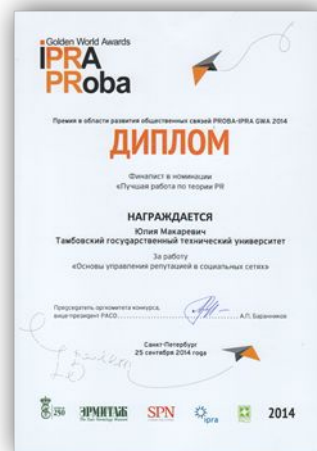 Golden World Awards
iPRA
PRoba
Премия в области развития общественных связей PROBA-IPRA GWA 2014
ДИПЛОМ
Финалист в номинации
«Лучшая работа по теории PR
НАГРАЖДАЕТСЯ
Юлия Макаревич
Тамбовский государственный технический университет
За работу
«Основы управления репутацией в социальных сетях»
Председатель оргкомитета конкурса,
вице-президент РАСО
А.П. Баранников
Санкт-Петербург
25 сентября 2014 года
250
ЭРМИТАЖ
SPN
ipra
2014